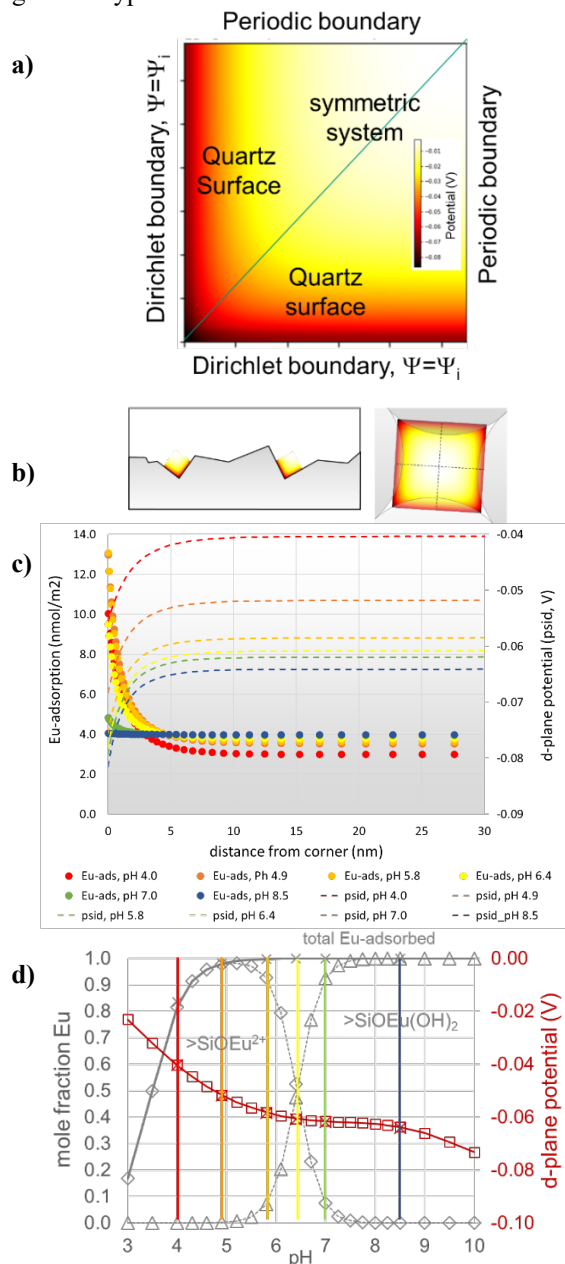 Periodic boundary
a)
Dirichlet boundary, Ψ=Ψi
symmetric
system
Quartz
Surface
-0.01
-0.02
-0.03
-0.04
-0.05
-0.06
-0.07
-0.08
Potential (V)
Periodic boundary
Quartz
surface
Dirichlet boundary, Ψ=Ψi
b)
c)
Eu-adsorption (nmol/m2)
14.0
12.0
10.0
8.0
6.0
4.0
2.0
0.0
-0.04
-0.05
-0.06
-0.07
-0.08
-0.09
d-plane potential (psid, V)
0 5 10 15 20 25 30
distance from corner (nm)
Eu-ads, pH 4.0 Eu-ads, Ph 4.9 Eu-ads, pH 5.8 Eu-ads, pH 6.4
Eu-ads, pH 7.0 Eu-ads, pH 8.5 psid, pH 4.0 psid, pH 4.9
psid, pH 5.8 psid, pH 6.4 psid, pH 7.0 psid_pH 8.5
total Eu-adsorbed
d)
mole fraction Eu
1.0
0.9
0.8
0.7
0.6
0.5
0.4
0.3
0.2
0.1
0.0
>SiOEu2+
>SiOEu(OH)2
0.00
-0.02
-0.04
-0.06
-0.08
-0.10
d-plane potential (V)
3 4 5 6 7 8 9 10
pH